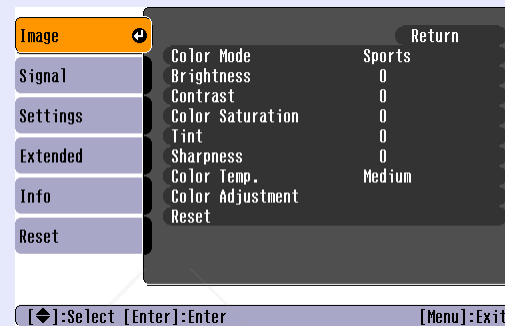 Image
Signal
Settings
Extended
Info
Reset
Return
Color Mode Sports
Brightness 0
Contrast 0
Color Saturation 0
Tint 0
Sharpness 0
Color Temp. Medium
Color Adjustment
Reset
[◆]:Select [Enter]:Enter [Menu]:Exit